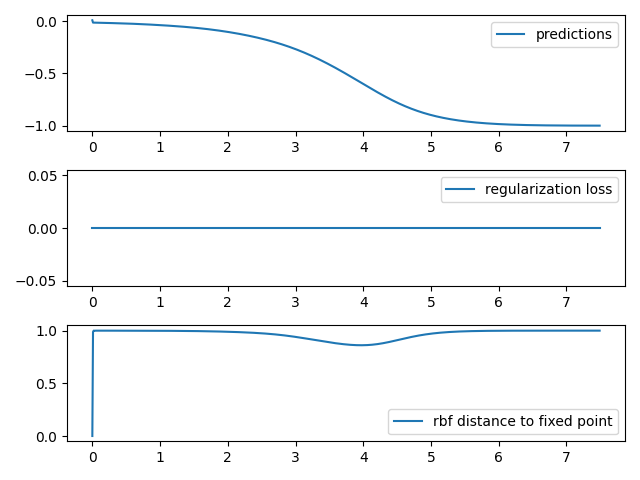 0.0
−0.5
−1.0
predictions
0 1 2 3 4 5 6 7
0.05
0.00
−0.05
regularization loss
0 1 2 3 4 5 6 7
1.0
0.5
0.0
rbf distance to fixed point
0 1 2 3 4 5 6 7